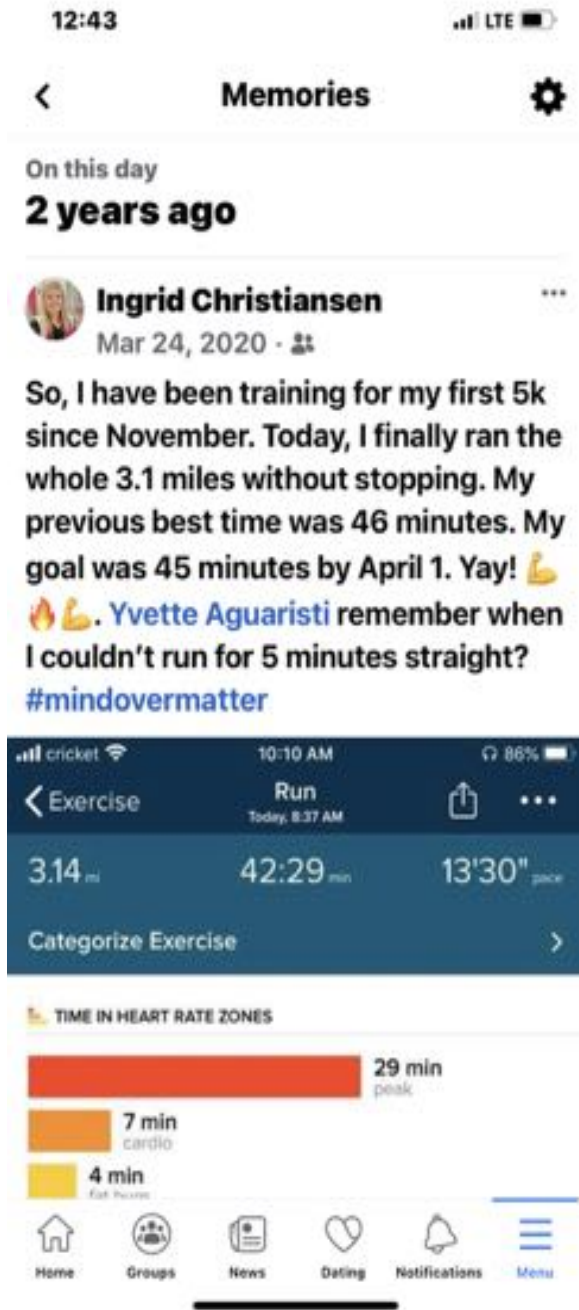 12:43
LTE
Memories
On this day
2 years ago
Ingrid Christiansen
Mar 24, 2020 ·
So, I have been training for my first 5k
since November. Today, I finally ran the
whole 3.1 miles without stopping. My
previous best time was 46 minutes. My
goal was 45 minutes by April 1. Yay! 💪
🔥💪. Yvette Aguaristi remember when
I couldn't run for 5 minutes straight?
#mindovermatter
cricket 10:10 AM 86%
Exercise Run
Today, 8:37 AM
3.14 mi 42:29 min 13'30" pace
Categorize Exercise
TIME IN HEART RATE ZONES
29 min
peak
7 min
cardio
4 min
fat burn
Home Groups News Dating Notifications Menu